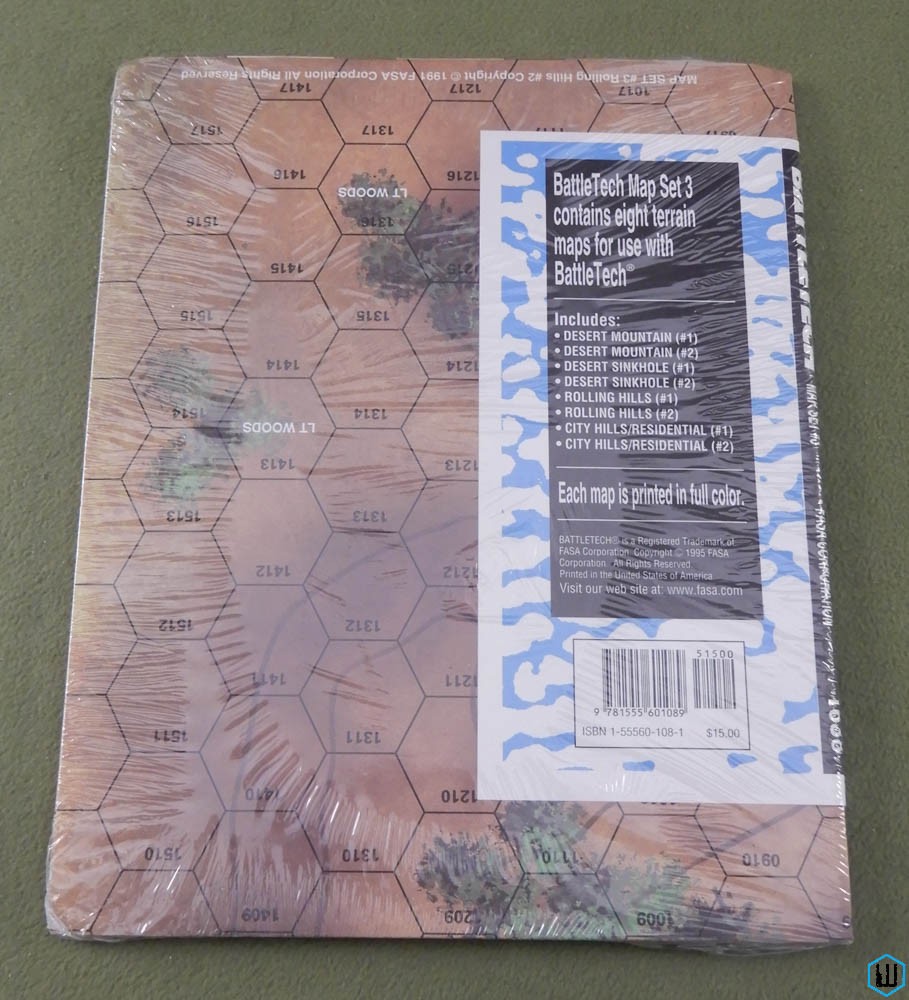 MAP SET #3 Rolling Hills #2 Copyright © 1991 FASA Corporation All Rights Reserved
1417
1217
1017
1517
1317
1416
LT WOODS
1316
1516
1415
1515
1315
1414
1214
1514
1314
LT WOODS
1413
1213
1513
1313
1412
1212
1512
1312
1411
1211
1511
1311
1410
1210
1510
1310
1110
0910
1409
1009
BattleTech Map Set 3
contains eight terrain
maps for use with
BattleTech®
Includes:
• DESERT MOUNTAIN (#1)
• DESERT MOUNTAIN (#2)
• DESERT SINKHOLE (#1)
• DESERT SINKHOLE (#2)
• ROLLING HILLS (#1)
• ROLLING HILLS (#2)
• CITY HILLS/RESIDENTIAL (#1)
• CITY HILLS/RESIDENTIAL (#2)
Each map is printed in full color.
BATTLETECH® is a Registered Trademark of
FASA Corporation. Copyright © 1995 FASA
Corporation. All Rights Reserved.
Printed in the United States of America.
Visit our web site at: www.fasa.com
51500
9 781555 601089
ISBN 1-55560-108-1 $15.00
BATTLETECH